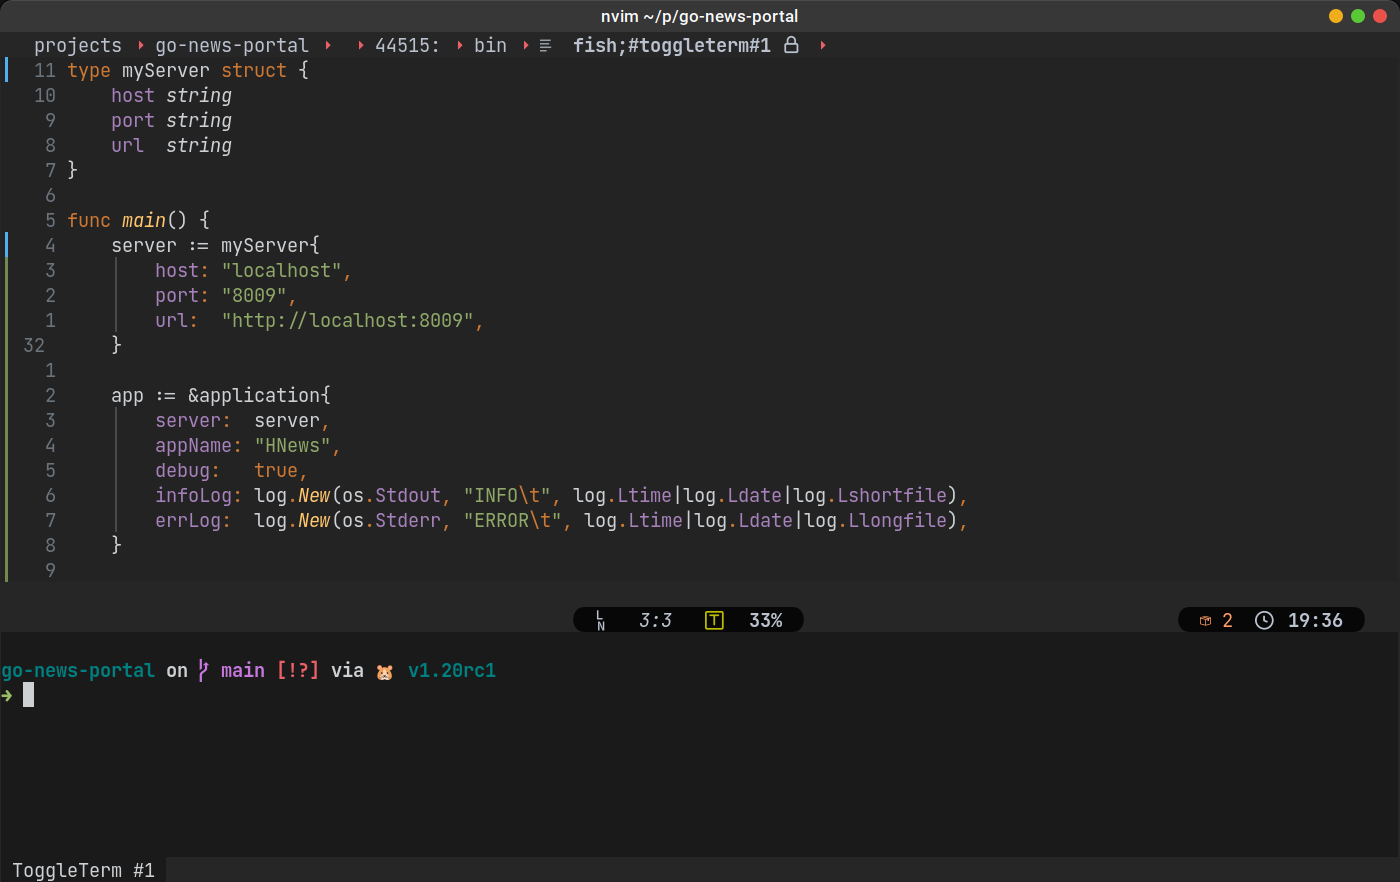 nvim ~/p/go-news-portal
projects go-news-portal 44515: bin fish;#toggleterm#1
11 type myServer struct {
10     host string
9     port string
8     url  string
7 }
6
5 func main() {
4     server := myServer{
3         host: "localhost",
2         port: "8009",
1         url:  "http://localhost:8009",
32     }
1
2     app := &application{
3         server:  server,
4         appName: "HNews",
5         debug:   true,
6         infoLog: log.New(os.Stdout, "INFO\t", log.Ltime|log.Ldate|log.Lshortfile),
7         errLog:  log.New(os.Stderr, "ERROR\t", log.Ltime|log.Ldate|log.Llongfile),
8     }
9
LN 3:3 T 33% 2 19:36
go-news-portal on main [!?] via 🐹 v1.20rc1
➜
ToggleTerm #1